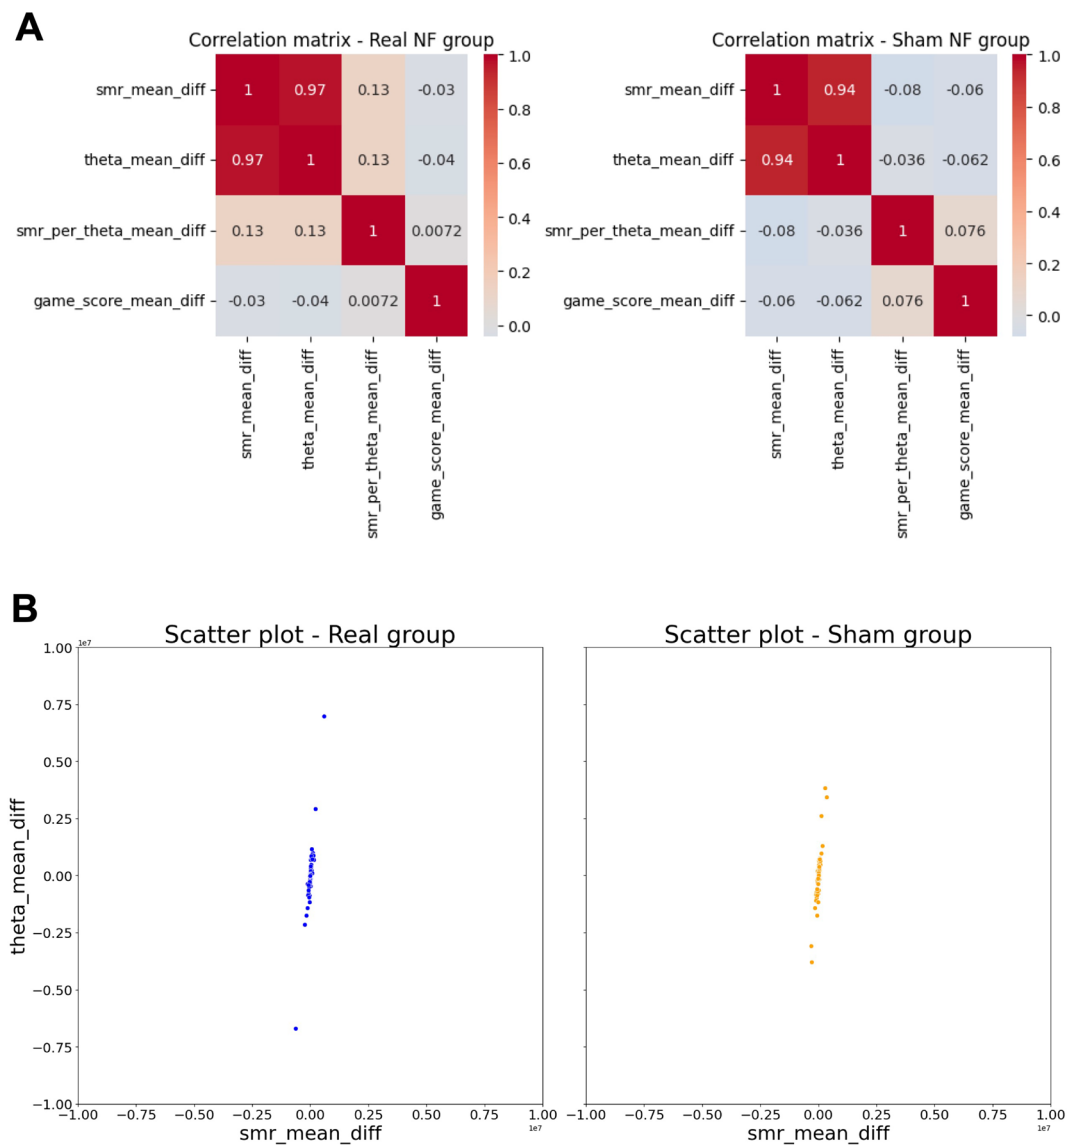 A
Correlation matrix - Real NF group
smr_mean_diff 1 0.97 0.13 -0.03
theta_mean_diff 0.97 1 0.13 -0.04
smr_per_theta_mean_diff 0.13 0.13 1 0.0072
game_score_mean_diff -0.03 -0.04 0.0072 1
smr_mean_diff
theta_mean_diff
smr_per_theta_mean_diff
game_score_mean_diff
1.0
0.8
0.6
0.4
0.2
0.0
Correlation matrix - Sham NF group
smr_mean_diff 1 0.94 -0.08 -0.06
theta_mean_diff 0.94 1 -0.036 -0.062
smr_per_theta_mean_diff -0.08 -0.036 1 0.076
game_score_mean_diff -0.06 -0.062 0.076 1
smr_mean_diff
theta_mean_diff
smr_per_theta_mean_diff
game_score_mean_diff
1.0
0.8
0.6
0.4
0.2
0.0
B
Scatter plot - Real group
1e7
1.00
0.75
0.50
0.25
0.00
−0.25
−0.50
−0.75
−1.00
theta_mean_diff
−1.00 −0.75 −0.50 −0.25 0.00 0.25 0.50 0.75 1.00
1e7
smr_mean_diff
Scatter plot - Sham group
−1.00 −0.75 −0.50 −0.25 0.00 0.25 0.50 0.75 1.00
1e7
smr_mean_diff